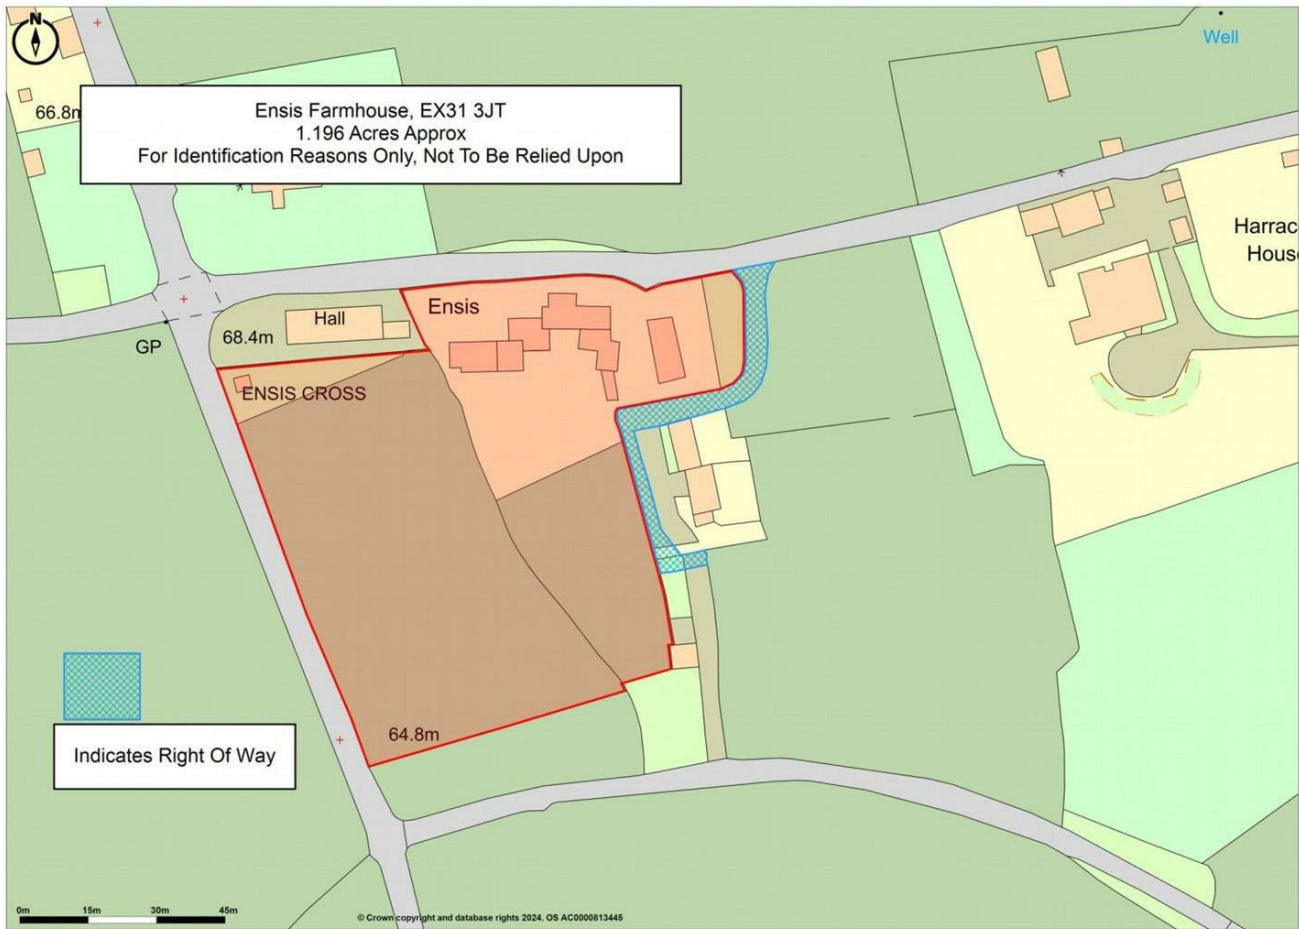 N
Well
66.8m
Ensis Farmhouse, EX31 3JT
1.196 Acres Approx
For Identification Reasons Only, Not To Be Relied Upon
Harrac
House
Ensis
Hall
68.4m
GP
ENSIS CROSS
64.8m
Indicates Right Of Way
0m 15m 30m 45m
© Crown copyright and database rights 2024. OS AC0000813445